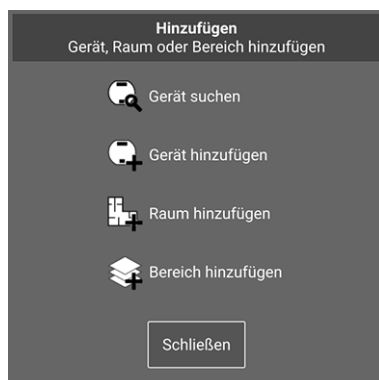 Hinzufügen
Gerät, Raum oder Bereich hinzufügen
Gerät suchen
Gerät hinzufügen
Raum hinzufügen
Bereich hinzufügen
Schließen